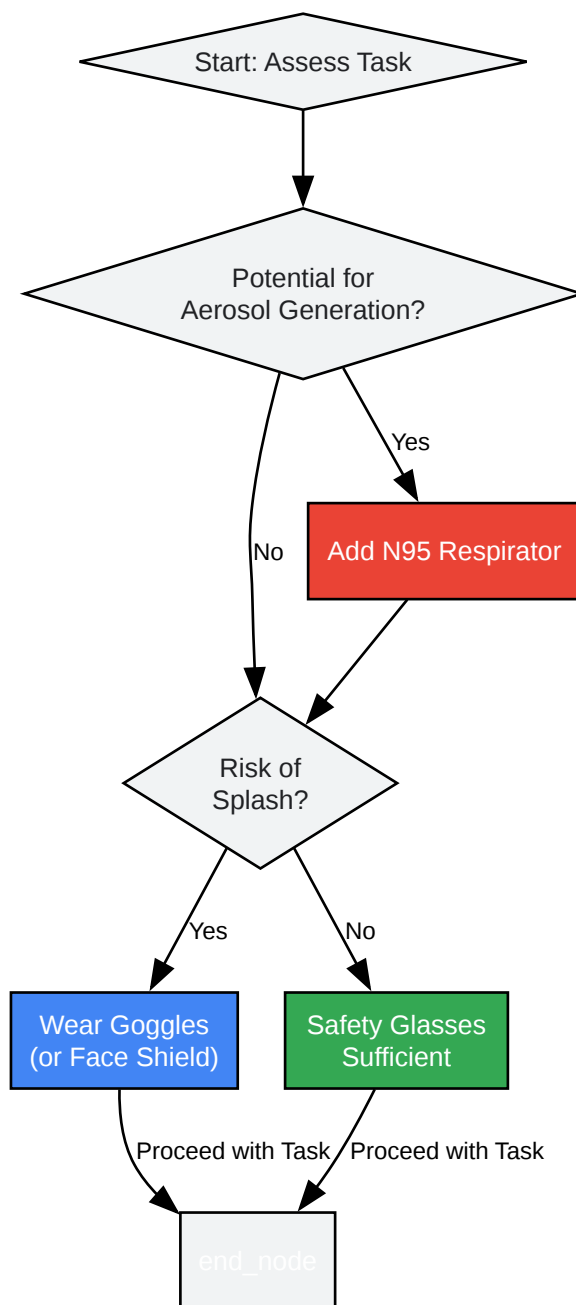 Start: Assess Task
Potential for
Aerosol Generation?
Yes
No
Add N95 Respirator
Risk of
Splash?
Yes
No
Wear Goggles
(or Face Shield)
Safety Glasses
Sufficient
Proceed with Task
Proceed with Task
end_node